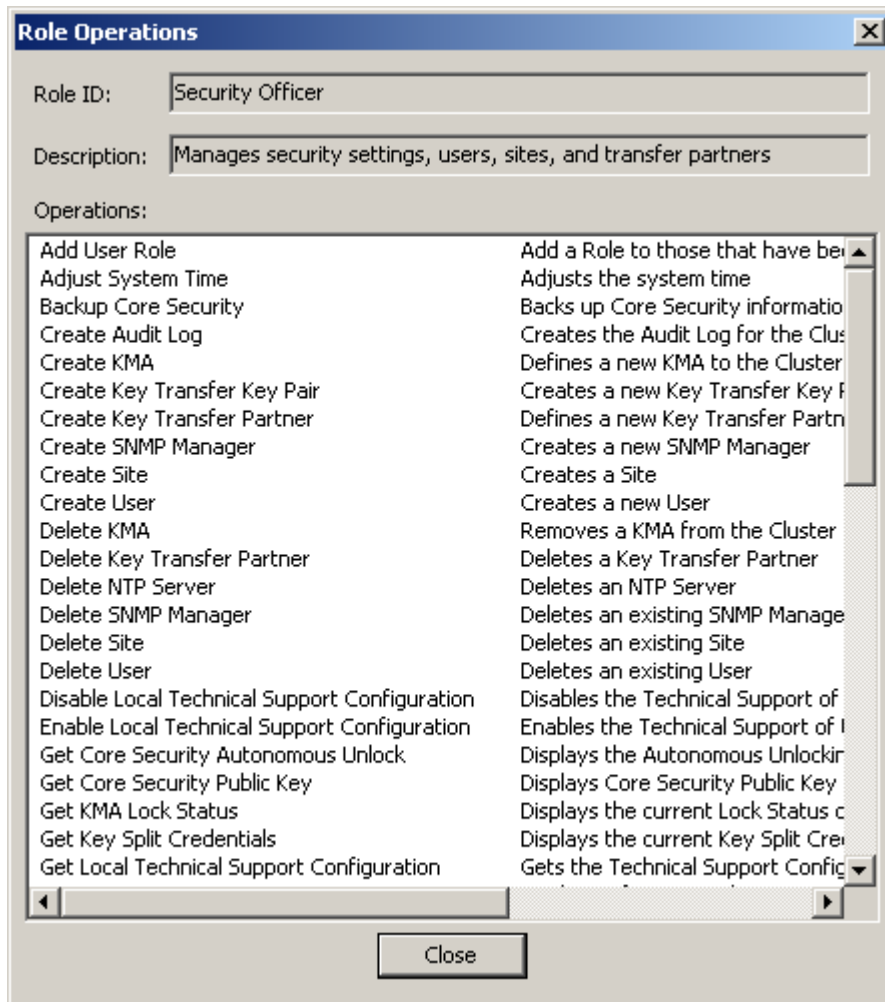 Role Operations
Role ID: Security Officer
Description: Manages security settings, users, sites, and transfer partners
Operations:
Add User Role Add a Role to those that have
Adjust System Time Adjusts the system time
Backup Core Security Backs up Core Security
Create Audit Log Creates the Audit Log for the
Create KMA Defines a new KMA to the Cluster
Create Key Transfer Key Pair Creates a new Key Transfer Key
Create Key Transfer Partner Defines a new Key Transfer
Create SNMP Manager Creates a new SNMP Manager
Create Site Creates a Site
Create User Creates a new User
Delete KMA Removes a KMA from the Cluster
Delete Key Transfer Partner Deletes a Key Transfer Partner
Delete NTP Server Deletes an NTP Server
Delete SNMP Manager Deletes an existing SNMP
Delete Site Deletes an existing Site
Delete User Deletes an existing User
Disable Local Technical Support Configuration Disables the Technical Support of
Enable Local Technical Support Configuration Enables the Technical Support of
Get Core Security Autonomous Unlock Displays the Autonomous
Get Core Security Public Key Displays Core Security Public Key
Get KMA Lock Status Displays the current Lock Status
Get Key Split Credentials Displays the current Key Split
Get Local Technical Support Configuration Gets the Technical Support
Close